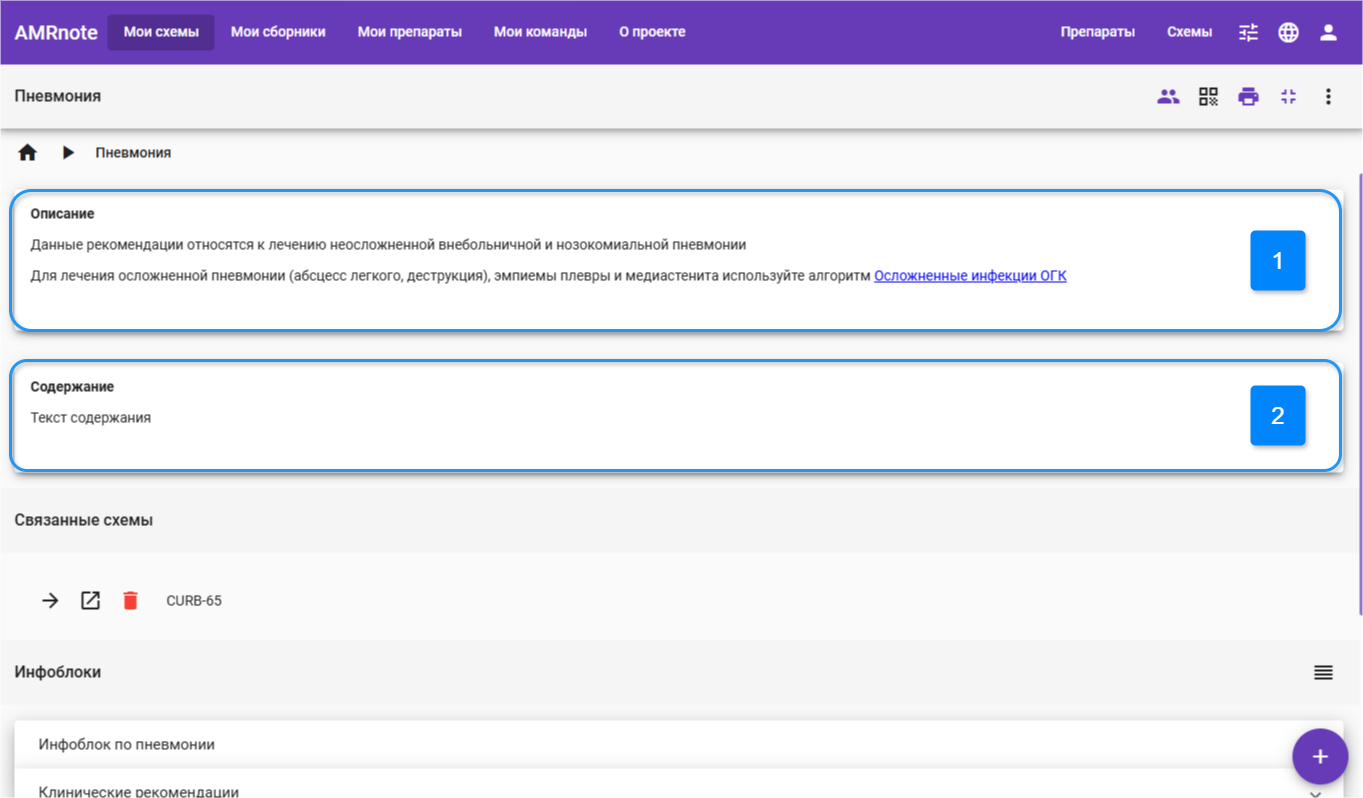 AMRnote Мои схемы Мои сборники Мои препараты Мои команды О проекте Препараты Схемы
Пневмония
Пневмония
Описание
Данные рекомендации относятся к лечению неосложненной внебольничной и нозокомиальной пневмонии
1
Для лечения осложненной пневмонии (абсцесс легкого, деструкция), эмпиемы плевры и медиастенита используйте алгоритм Осложненные инфекции ОГК
Содержание
Текст содержания
2
Связанные схемы
CURB-65
Инфоблоки
Инфоблок по пневмонии
Клинические рекомендации